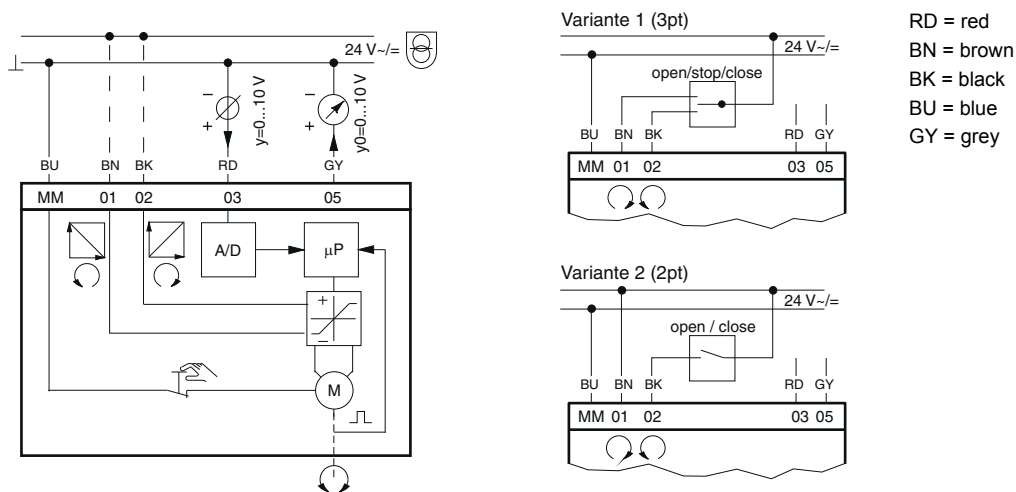 24 V~/=
⊥
–
+
y=0...10 V
–
+
y0=0...10 V
BU BN BK RD GY
MM 01 02 03 05
A/D
µP
+
–
M
Variante 1 (3pt)
24 V~/=
open/stop/close
BU BN BK RD GY
MM 01 02 03 05
Variante 2 (2pt)
24 V~/=
open / close
BU BN BK RD GY
MM 01 02 03 05
RD = red
BN = brown
BK = black
BU = blue
GY = grey